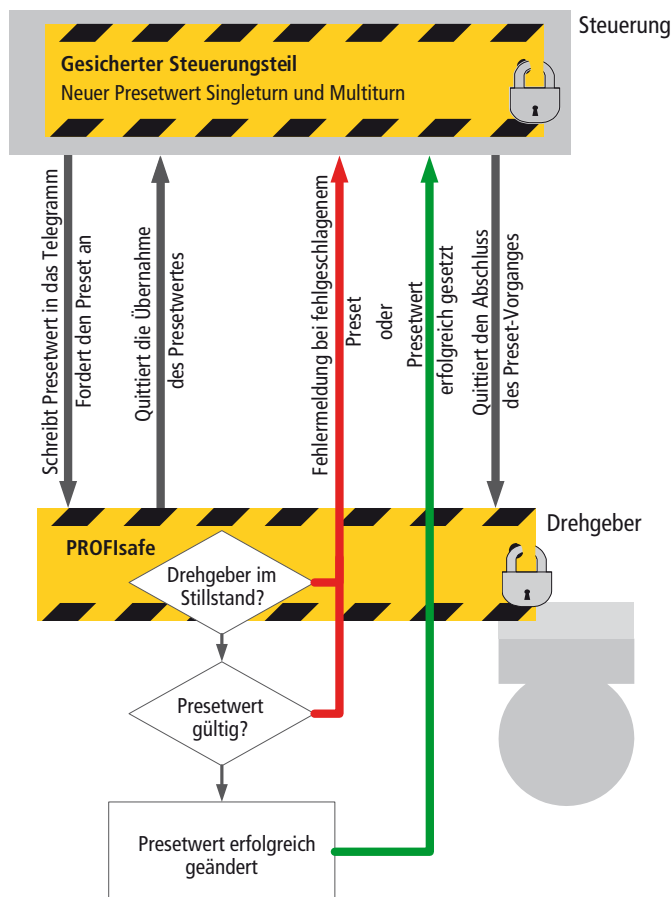 Steuerung
Gesicherter Steuerungsteil
Neuer Presetwert Singleturn und Multiturn
Schreibt Presetwert in das Telegramm
Fordert den Preset an
Quittiert die Übernahme
des Presetwertes
Fehlermeldung bei fehlgeschlagenem
Preset
oder
Presetwert
erfolgreich gesetzt
Quittiert den Abschluss
des Preset-Vorganges
Drehgeber
PROFIsafe
Drehgeber im
Stillstand?
Presetwert
gültig?
Presetwert erfolgreich
geändert